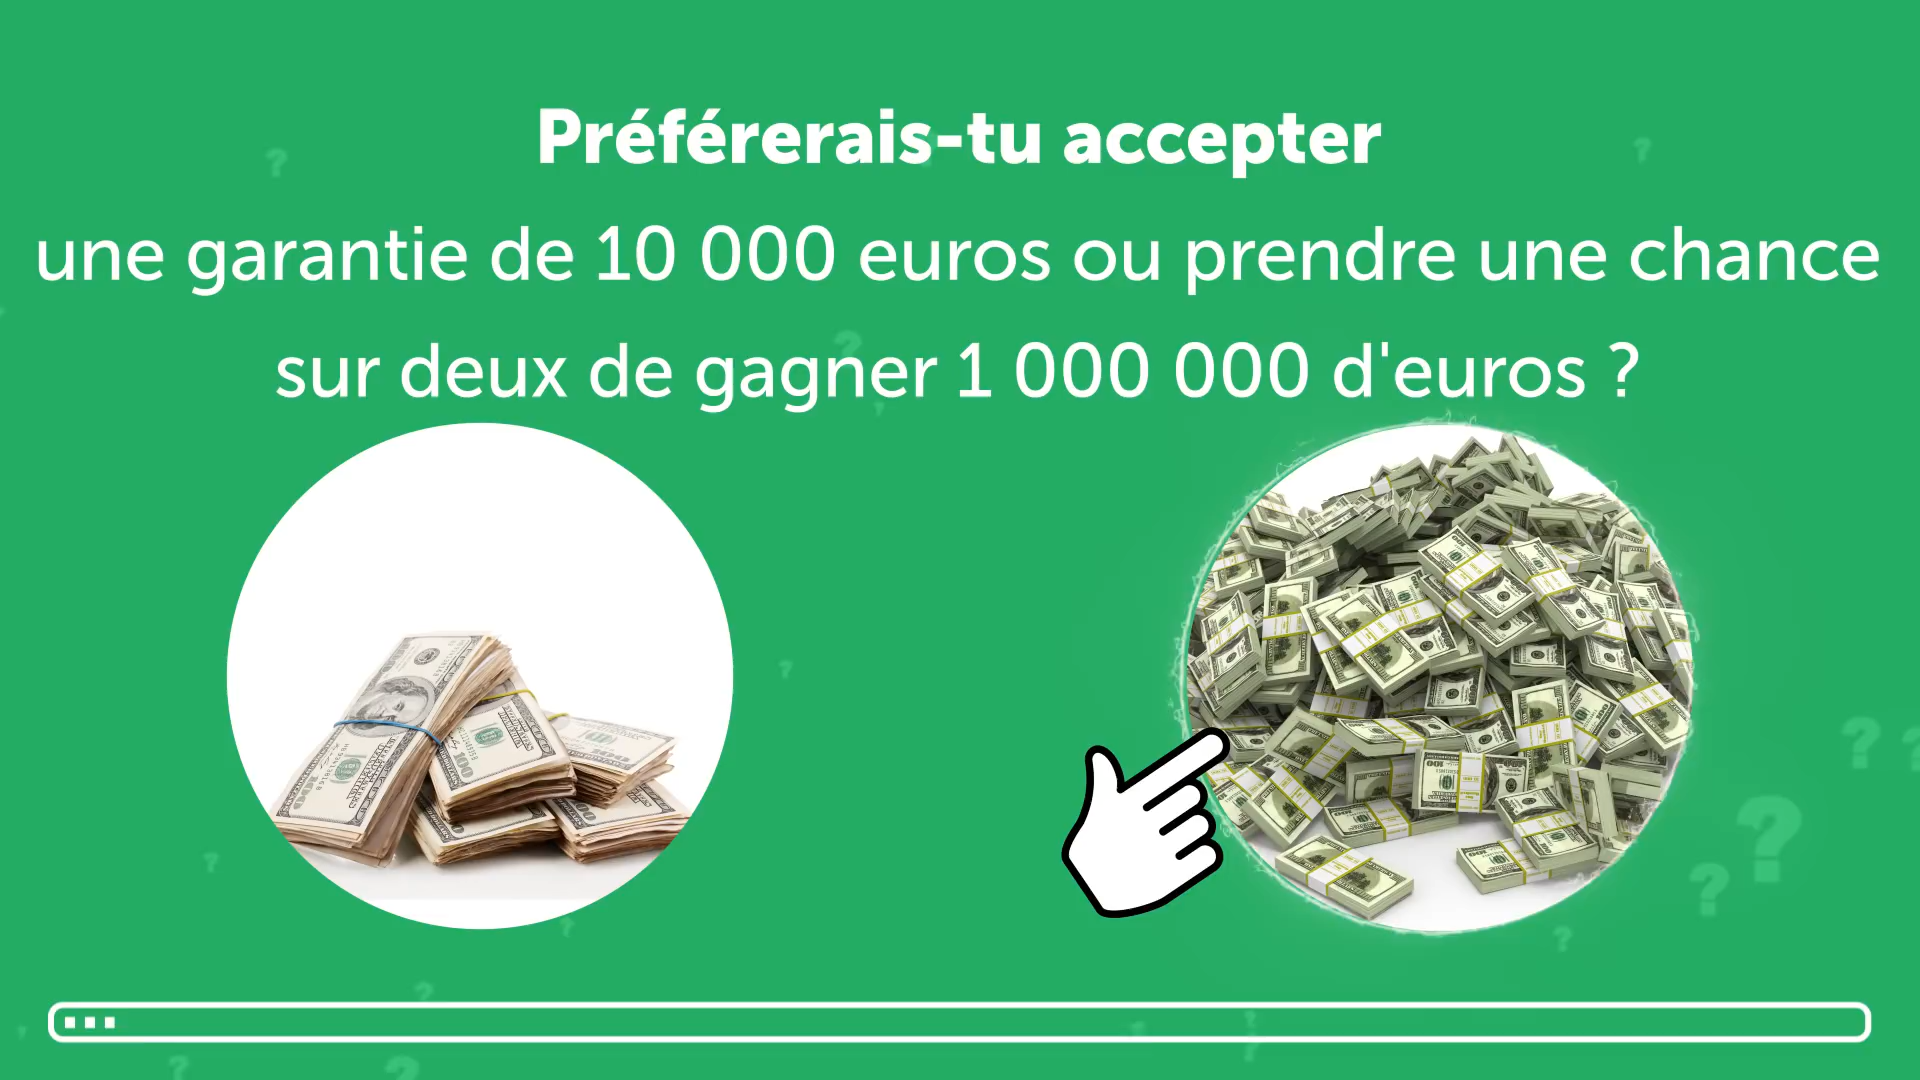 Préférerais-tu accepter
une garantie de 10 000 euros ou prendre une chance
sur deux de gagner 1 000 000 d'euros ?